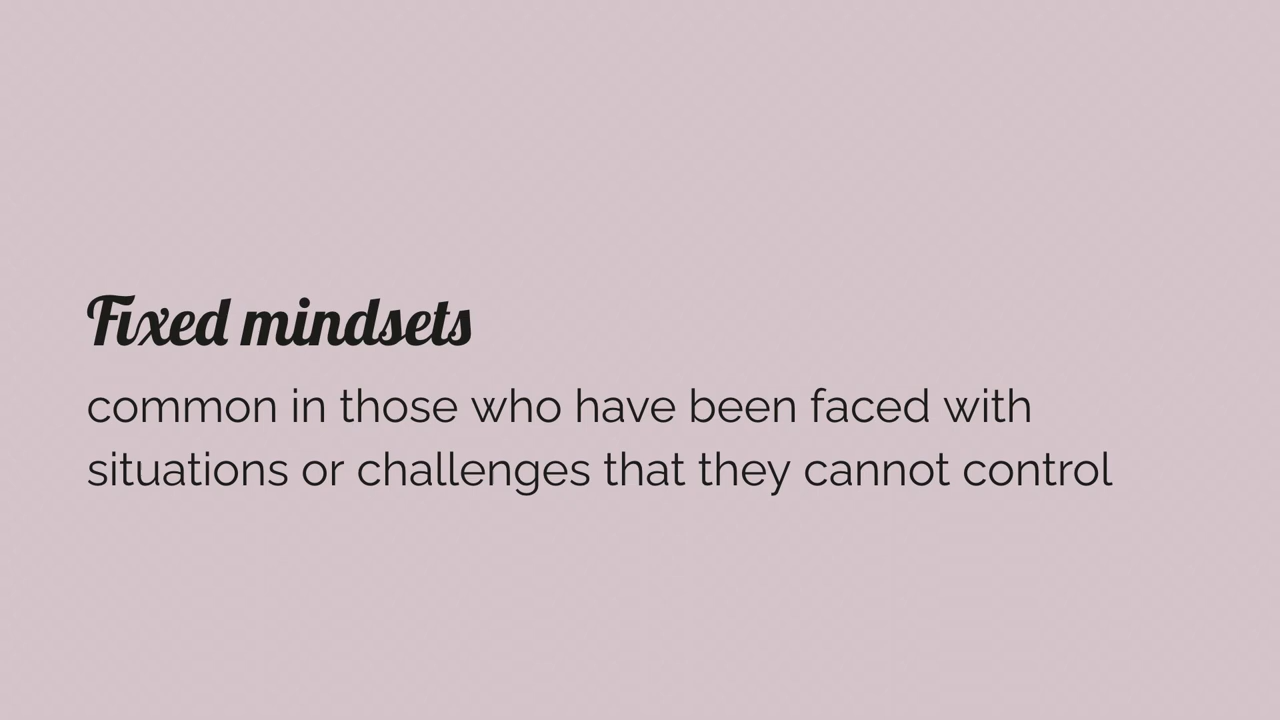 Fixed mindsets
common in those who have been faced with
situations or challenges that they cannot control